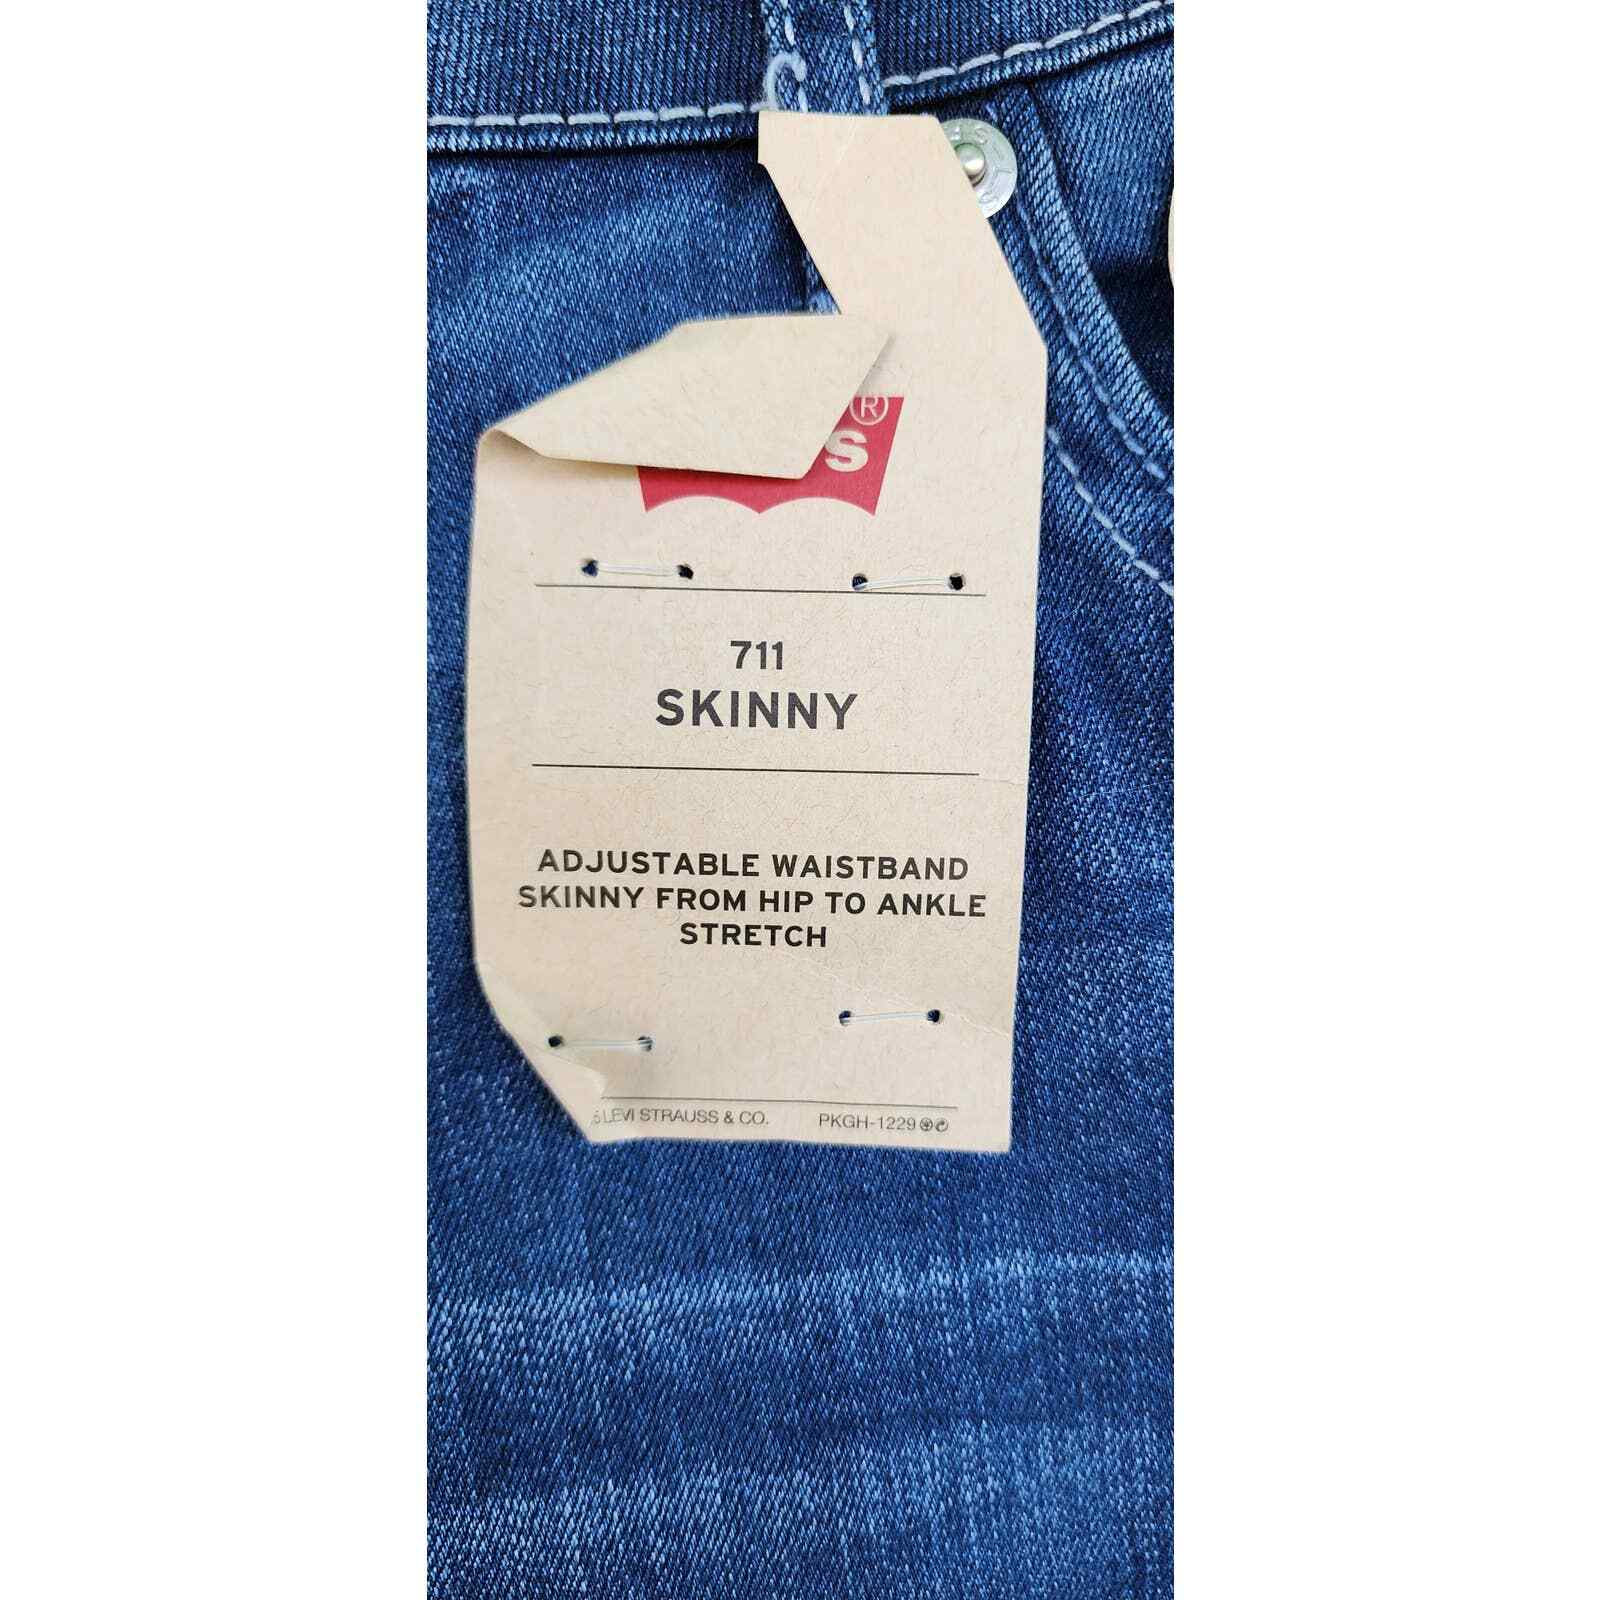 ®
S
711
SKINNY
ADJUSTABLE WAISTBAND
SKINNY FROM HIP TO ANKLE
STRETCH
LEVI STRAUSS & CO. PKGH-1229